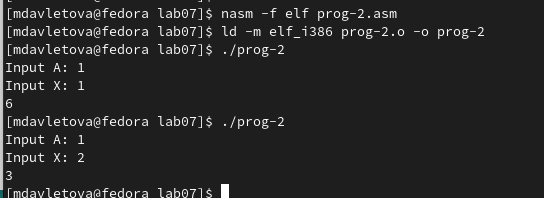 [mdavletova@fedora lab07]$ nasm -f elf prog-2.asm
[mdavletova@fedora lab07]$ ld -m elf_i386 prog-2.o -o prog-2
[mdavletova@fedora lab07]$ ./prog-2
Input A: 1
Input X: 1
6
[mdavletova@fedora lab07]$ ./prog-2
Input A: 1
Input X: 2
3
[mdavletova@fedora lab07]$